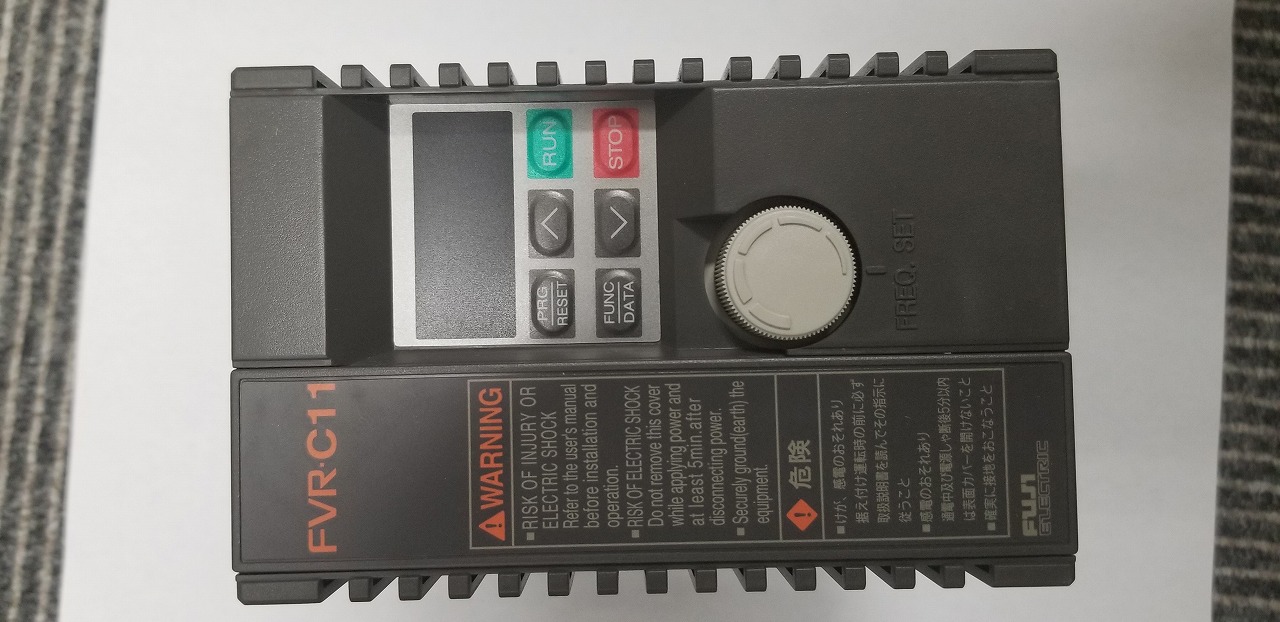 FVR·C11
WARNING
■ RISK OF INJURY OR
ELECTRIC SHOCK
Refer to the user's manual
before installation and
operation.
■ RISK OF ELECTRIC SHOCK
Do not remove this cover
while applying power and
at least 5min. after
disconnecting power.
■ Securely ground(earth) the
equipment.
危険
■ けが、感電のおそれあり
据え付け運転時の前に必ず
取扱説明書を読んでその指示に
従うこと
■ 感電のおそれあり
通電中及び電源しや断後5分以内
は表面カバーを開けないこと
■ 確実に接地をおこなうこと
FUJI
ELECTRIC
PRG
RESET
RUN
FUNC
DATA
STOP
FREQ. SET